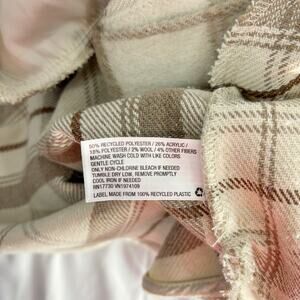 50% RECYCLED POLYESTER / 26% ACRYLIC /
18% POLYESTER / 2% WOOL / 4% OTHER FIBERS
MACHINE WASH COLD WITH LIKE COLORS
GENTLE CYCLE
ONLY NON-CHLORINE BLEACH IF NEEDED
TUMBLE DRY LOW, REMOVE PROMPTLY
COOL IRON IF NEEDED
RN17730 VN1974109
LABEL MADE FROM 100% RECYCLED PLASTIC